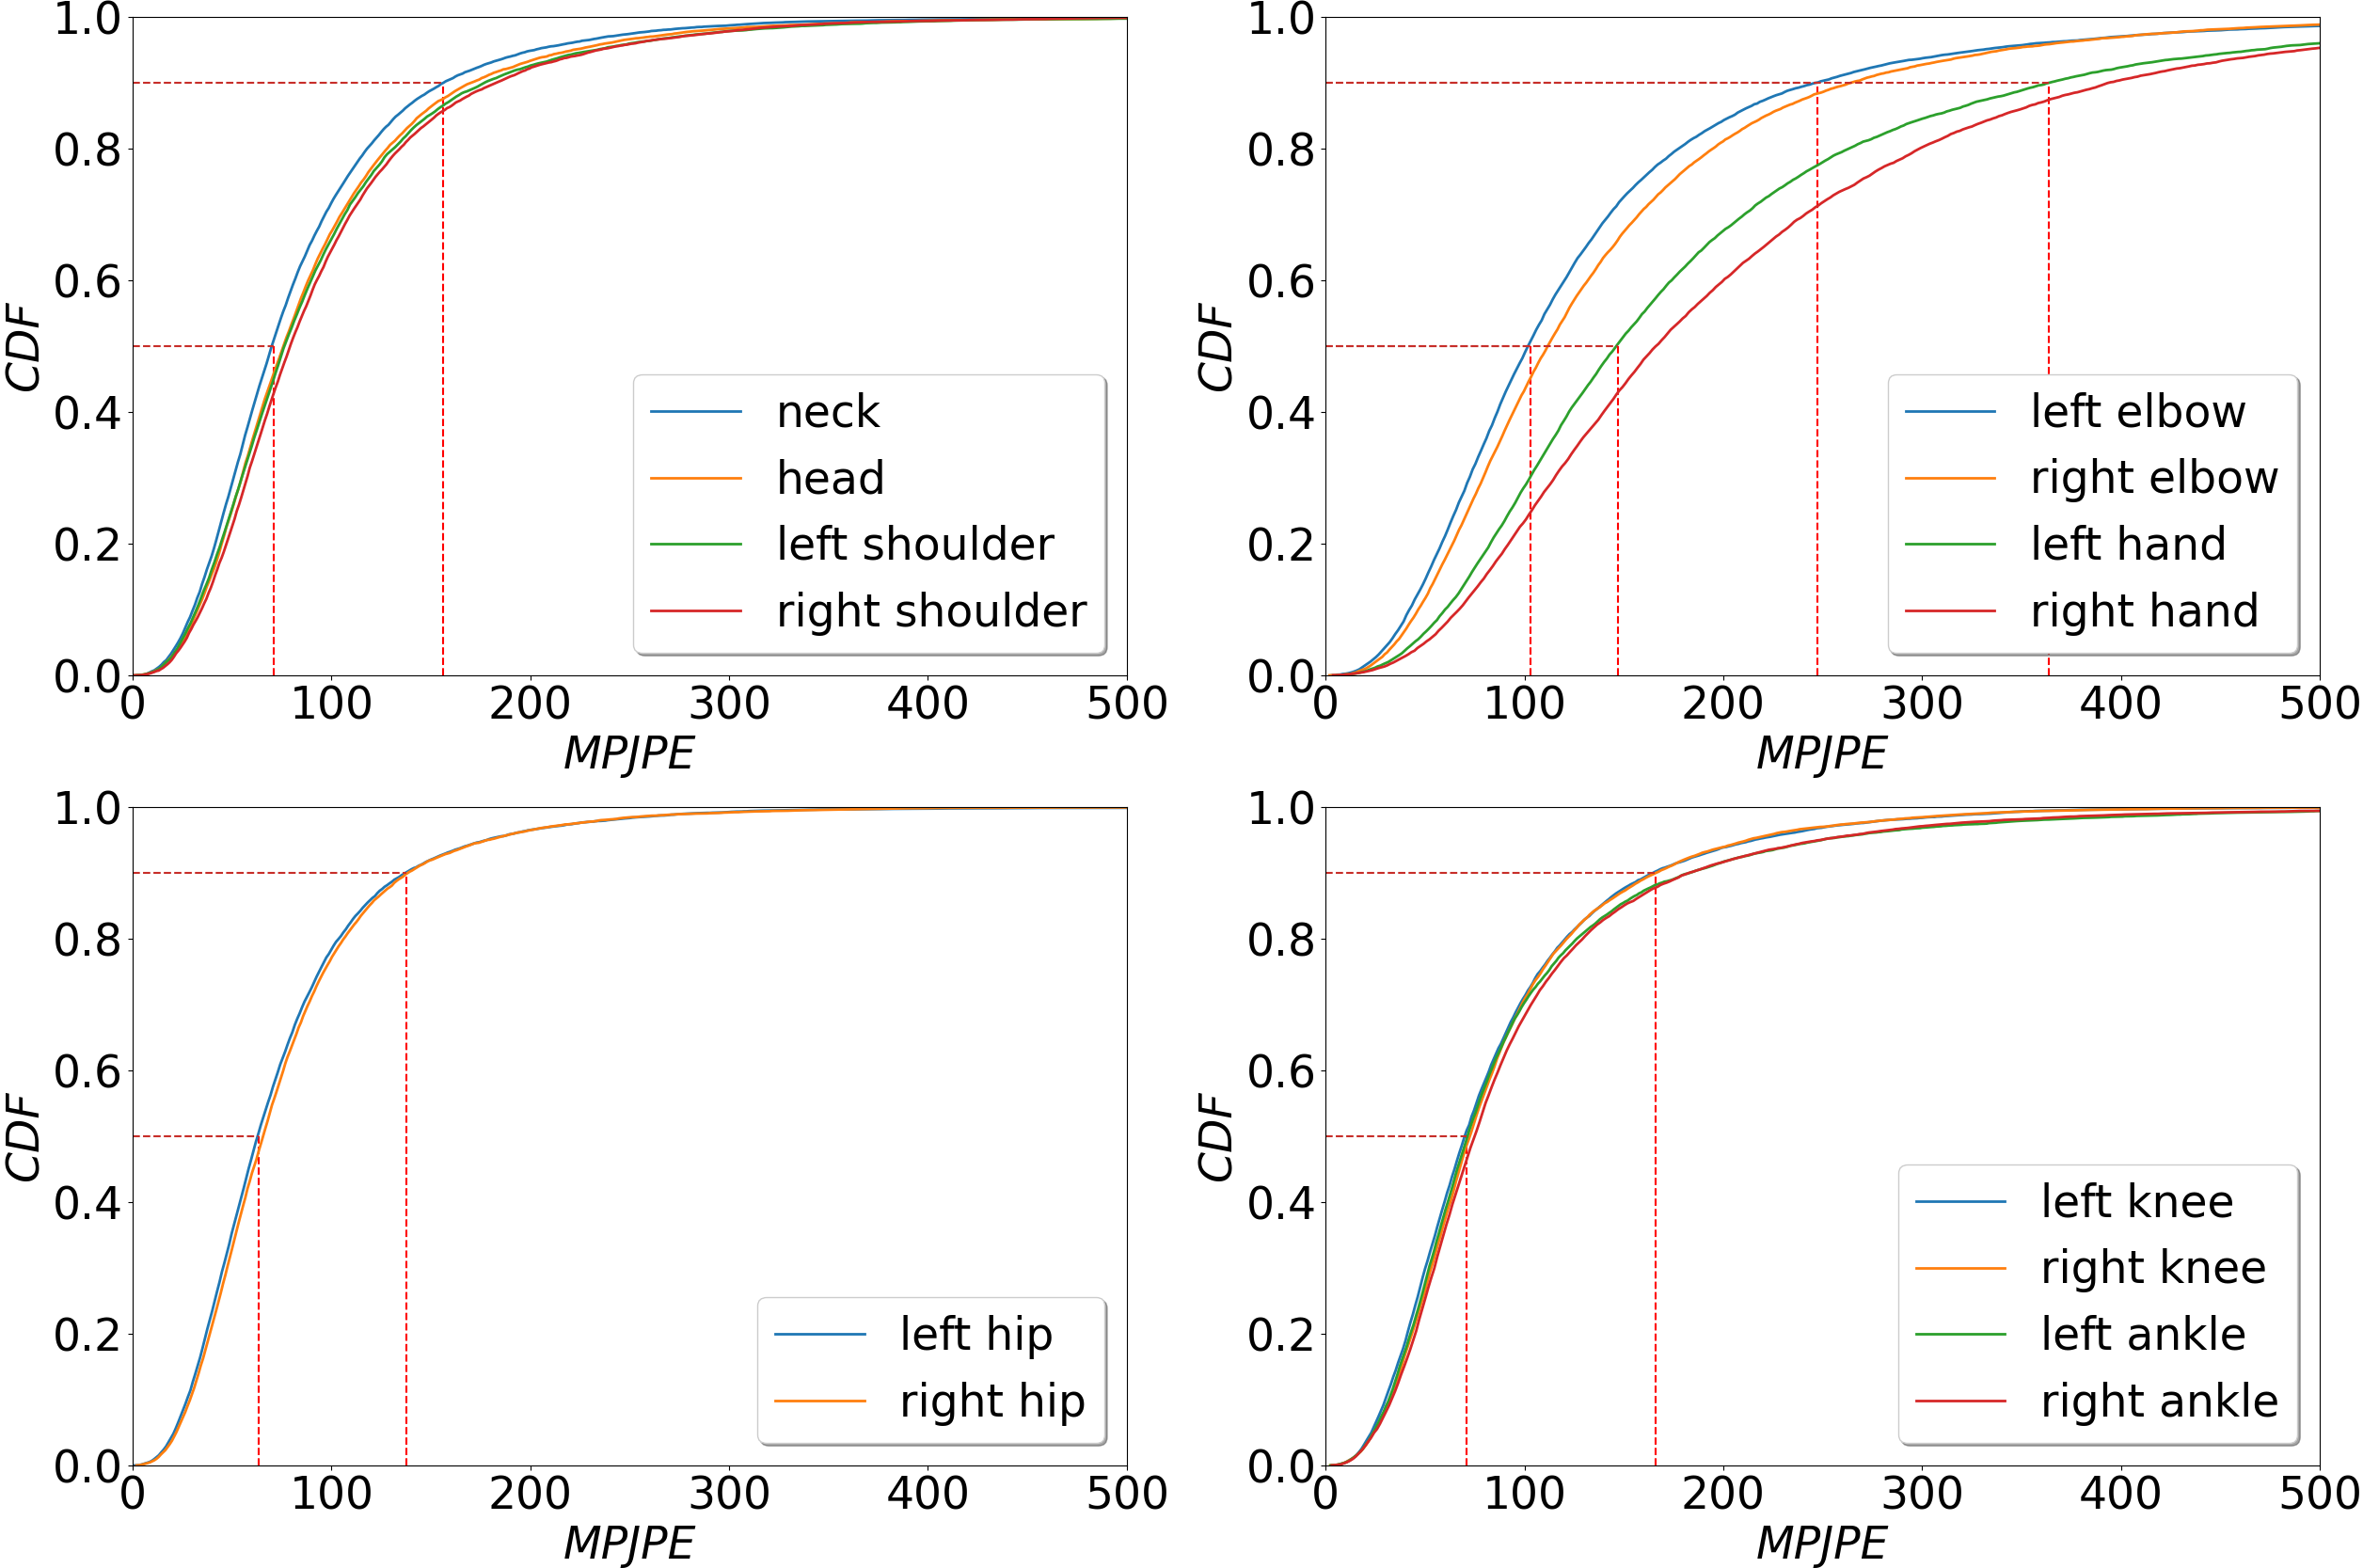 1.0
0.8
0.6
0.4
0.2
0.0
CDF
0 100 200 300 400 500
MPJPE
neck
head
left shoulder
right shoulder
1.0
0.8
0.6
0.4
0.2
0.0
CDF
0 100 200 300 400 500
MPJPE
left elbow
right elbow
left hand
right hand
1.0
0.8
0.6
0.4
0.2
0.0
CDF
0 100 200 300 400 500
MPJPE
left hip
right hip
1.0
0.8
0.6
0.4
0.2
0.0
CDF
0 100 200 300 400 500
MPJPE
left knee
right knee
left ankle
right ankle